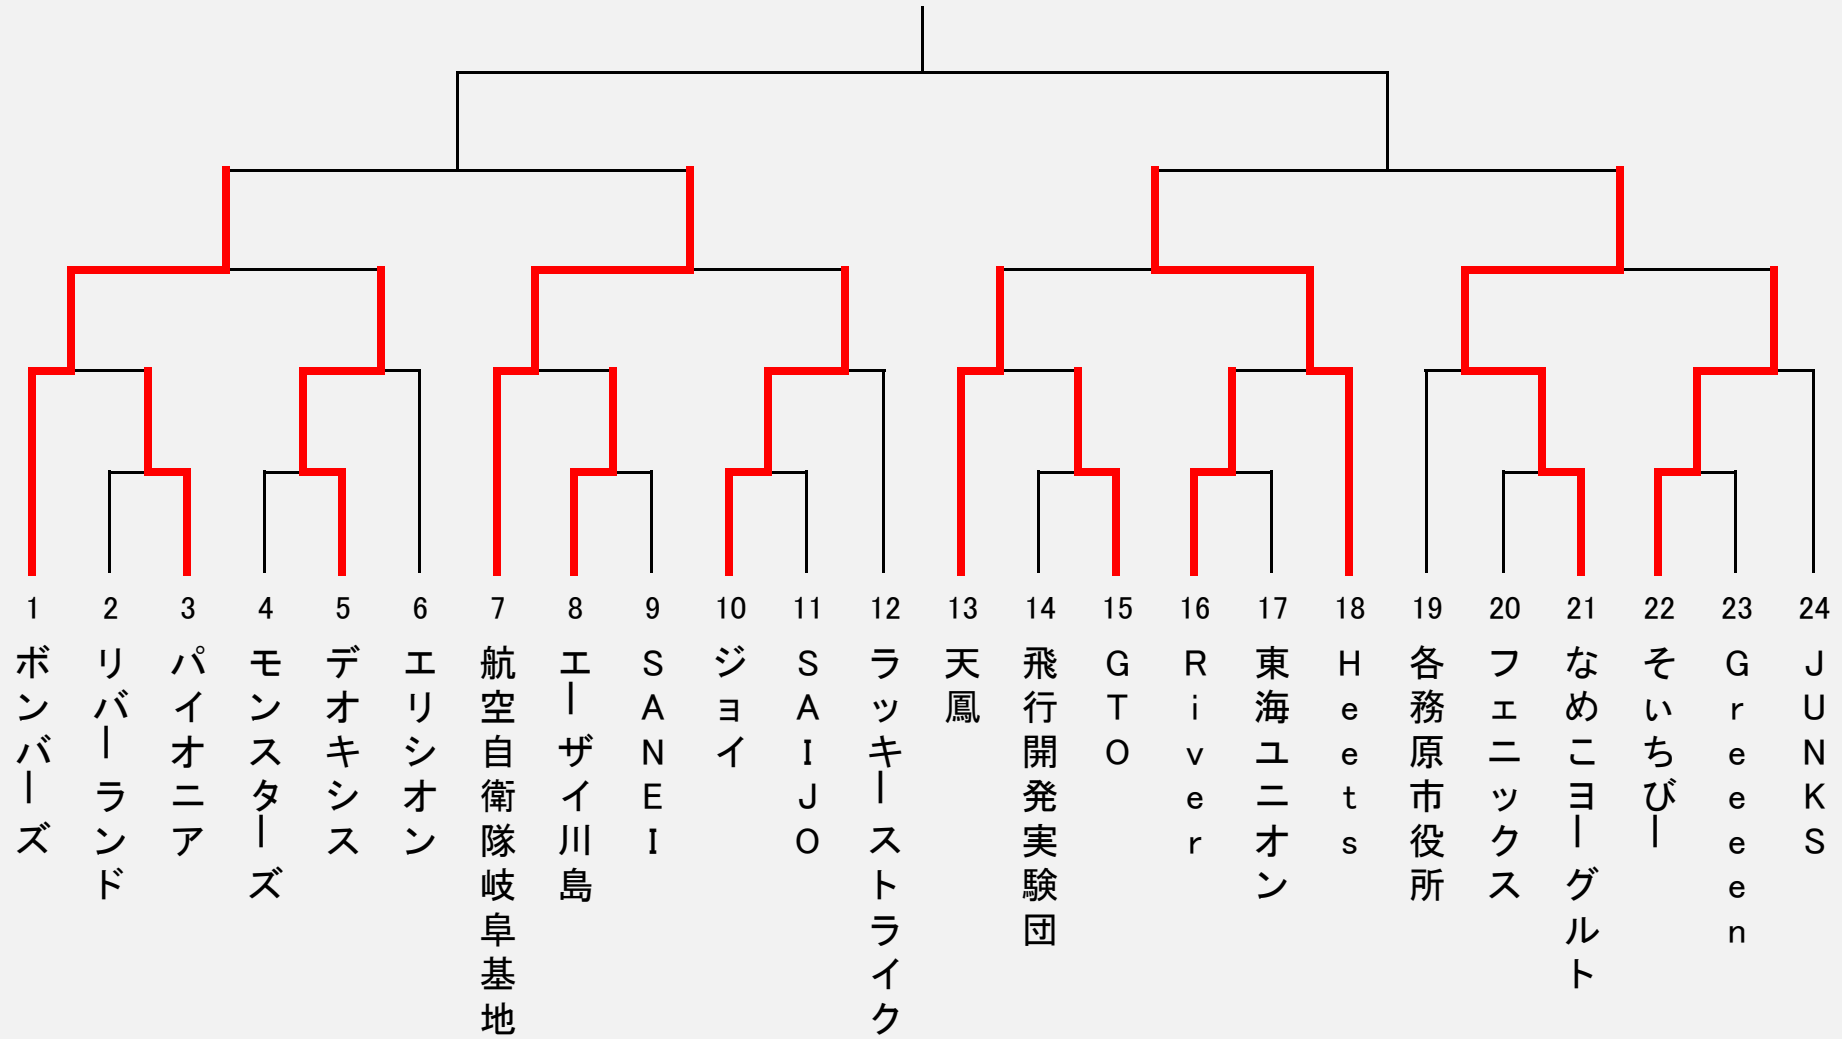 1
ボンバーズ
2
リバーランド
3
パイオニア
4
モンスターズ
5
デオキシス
6
エリシオン
7
航空自衛隊岐阜基地
8
エーザイ川島
9
SANEI
10
ジョイ
11
SAIJO
12
ラッキーストライク
13
天鳳
14
飛行開発実験団
15
GTO
16
River
17
東海ユニオン
18
Heets
19
各務原市役所
20
フェニックス
21
なめこヨーグルト
22
そぃちびー
23
Greeeen
24
JUNKS